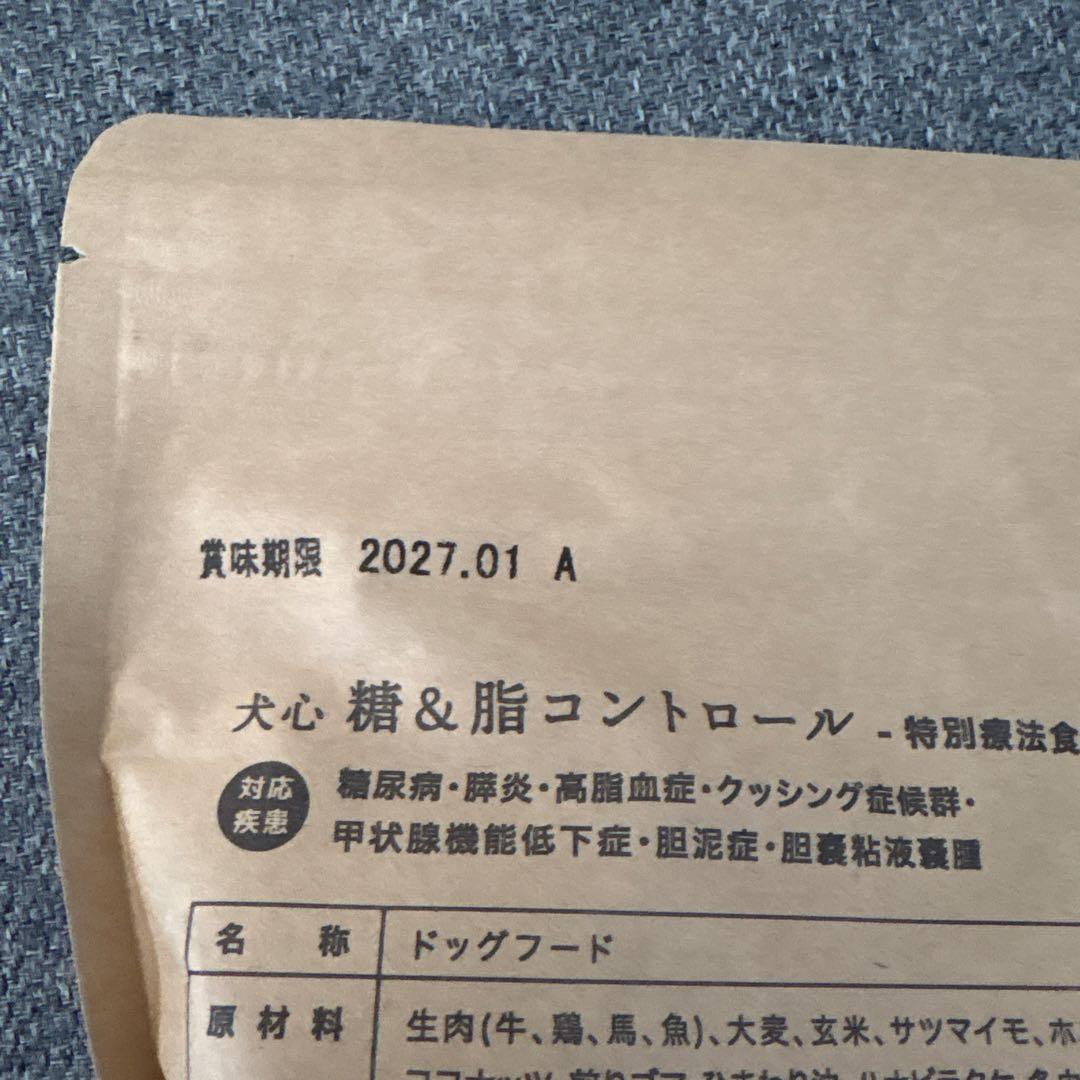 賞味期限 2027.01 A
犬心 糖&脂コントロール -特別療法食
対応疾患
糖尿病・膵炎・高脂血症・クッシング症候群・
甲状腺機能低下症・胆泥症・胆嚢粘液嚢腫
名称 ドッグフード
原材料 生肉(牛、鶏、馬、魚)、大麦、玄米、サツマイモ、ホ